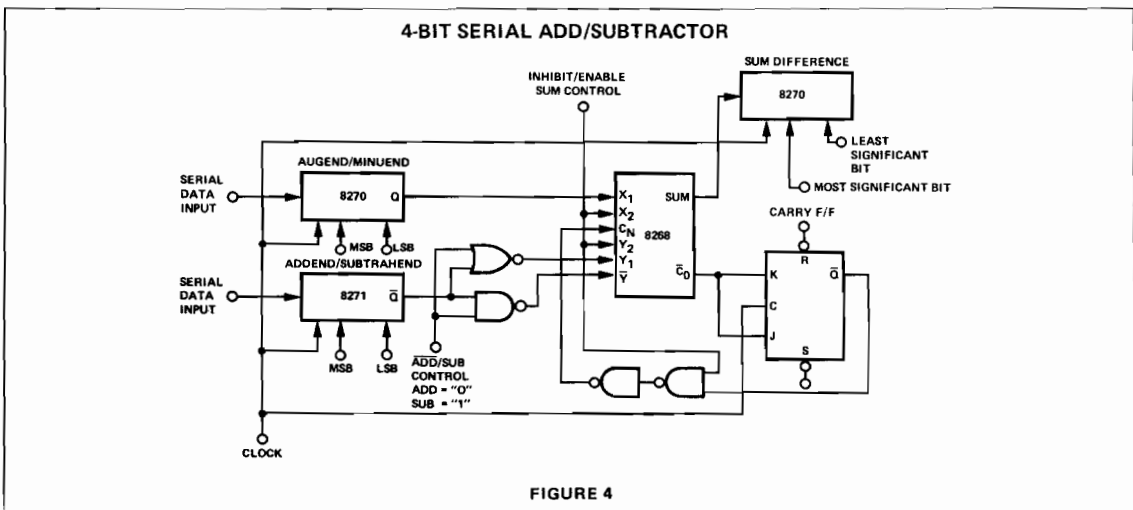 4-BIT SERIAL ADD/SUBTRACTOR
SUM DIFFERENCE
8270
LEAST
SIGNIFICANT
BIT
MOST SIGNIFICANT BIT
INHIBIT/ENABLE
SUM CONTROL
AUGEND/MINUEND
SERIAL
DATA
INPUT
8270
Q
MSB
LSB
ADDEND/SUBTRAHEND
SERIAL
DATA
INPUT
8271
Q̅
MSB
LSB
A̅D̅D̅/SUB
CONTROL
ADD = "0"
SUB = "1"
X₁
X₂
C_N
Y₂
Y₁
Y̅
8268
SUM
C̅₀
CARRY F/F
R
K
C
J
S
Q̅
CLOCK
FIGURE 4